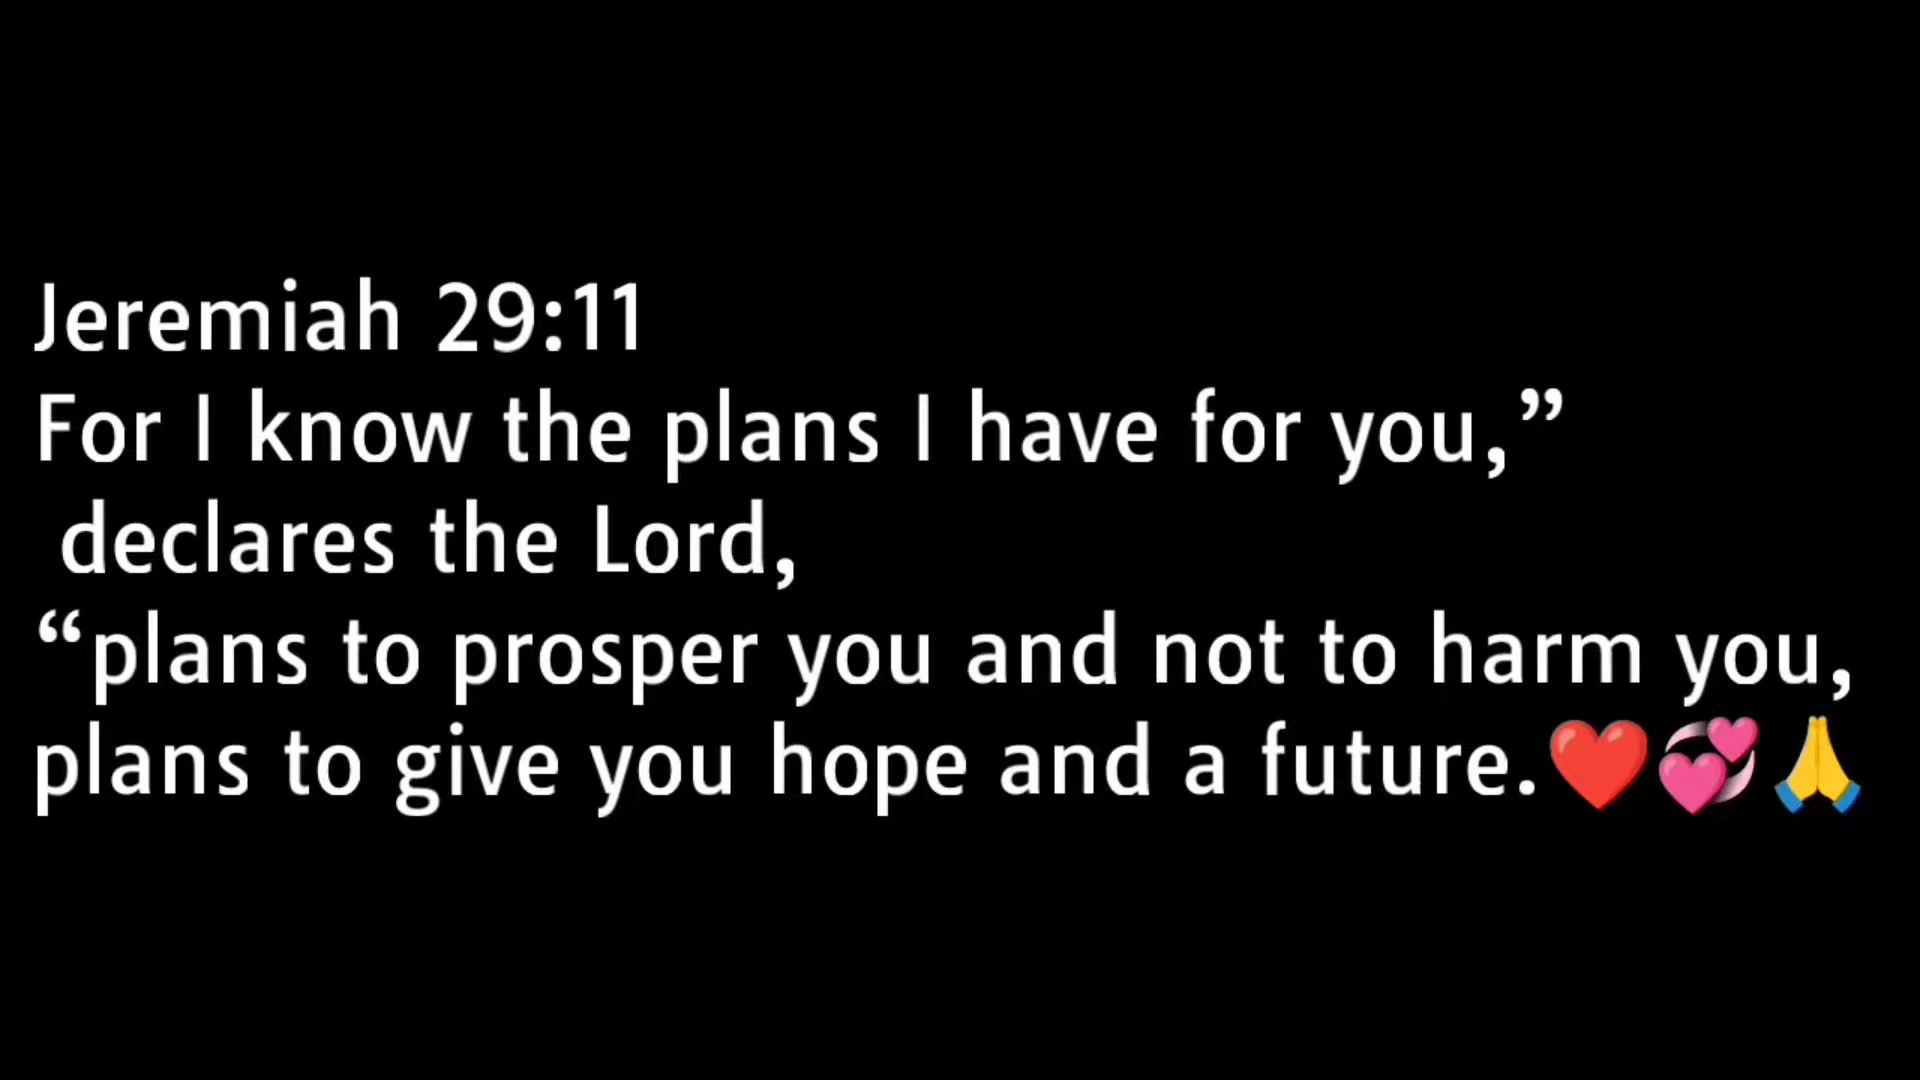 Jeremiah 29:11
For I know the plans I have for you,”
declares the Lord,
“plans to prosper you and not to harm you,
plans to give you hope and a future.❤️💞🙏